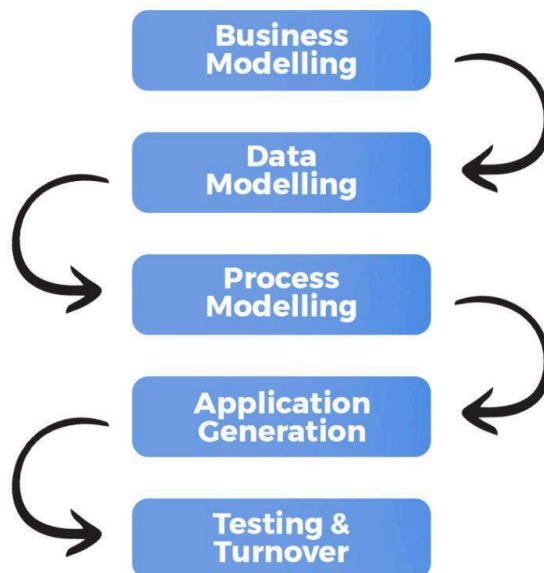 Business
Modelling
Data
Modelling
Process
Modelling
Application
Generation
Testing &
Turnover